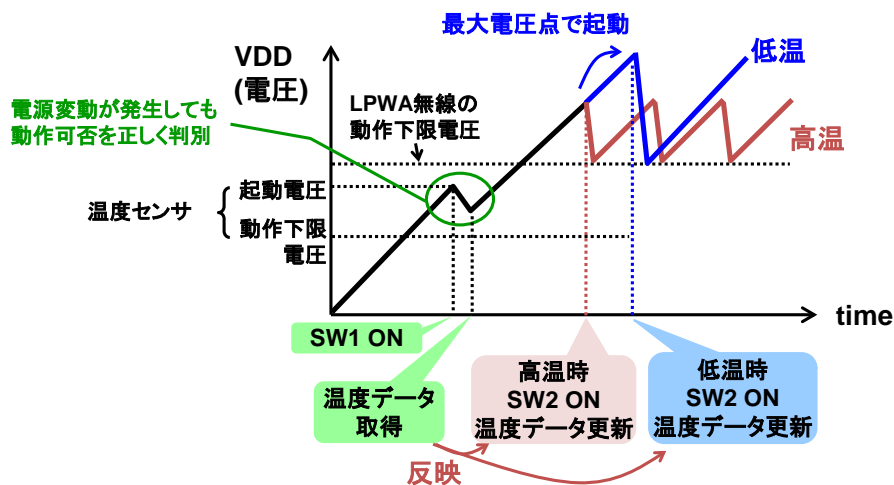 最大電圧点で起動
VDD
(電圧)
低温
電源変動が発生しても
動作可否を正しく判別
LPWA無線の
動作下限電圧
高温
温度センサ
起動電圧
動作下限
電圧
time
SW1 ON
温度データ
取得
高温時
SW2 ON
温度データ更新
低温時
SW2 ON
温度データ更新
反映